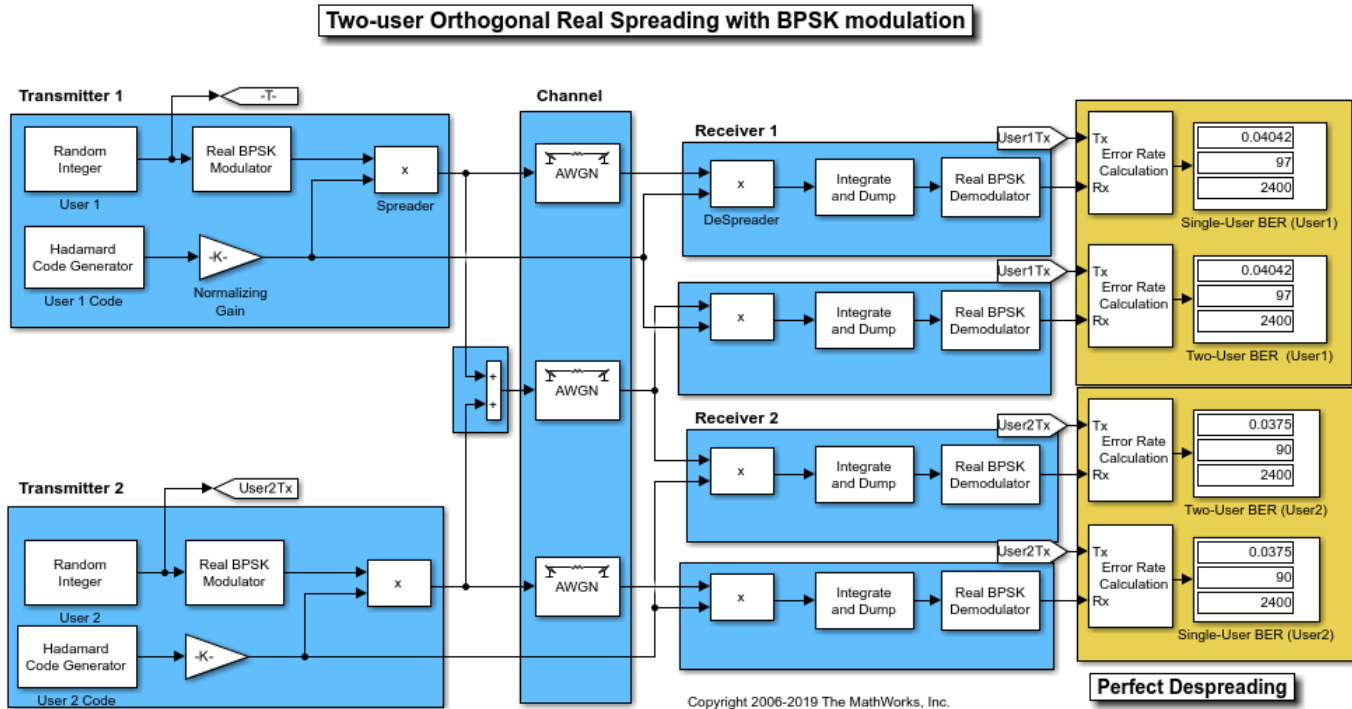 Two-user Orthogonal Real Spreading with BPSK modulation
Transmitter 1
-T-
Random
Integer
User 1
Real BPSK
Modulator
x
Spreader
Hadamard
Code Generator
User 1 Code
-K-
Normalizing
Gain
Transmitter 2
User2Tx
Random
Integer
User 2
Real BPSK
Modulator
x
Hadamard
Code Generator
User 2 Code
-K-
+
+
Channel
AWGN
AWGN
AWGN
Receiver 1
User1Tx
x
DeSpreader
Integrate
and Dump
Real BPSK
Demodulator
Tx
Error Rate
Calculation
Rx
0.04042
97
2400
Single-User BER (User1)
User1Tx
x
Integrate
and Dump
Real BPSK
Demodulator
Tx
Error Rate
Calculation
Rx
0.04042
97
2400
Two-User BER (User1)
Receiver 2
User2Tx
x
Integrate
and Dump
Real BPSK
Demodulator
Tx
Error Rate
Calculation
Rx
0.0375
90
2400
Two-User BER (User2)
User2Tx
x
Integrate
and Dump
Real BPSK
Demodulator
Tx
Error Rate
Calculation
Rx
0.0375
90
2400
Single-User BER (User2)
Perfect Despreading
Copyright 2006-2019 The MathWorks, Inc.